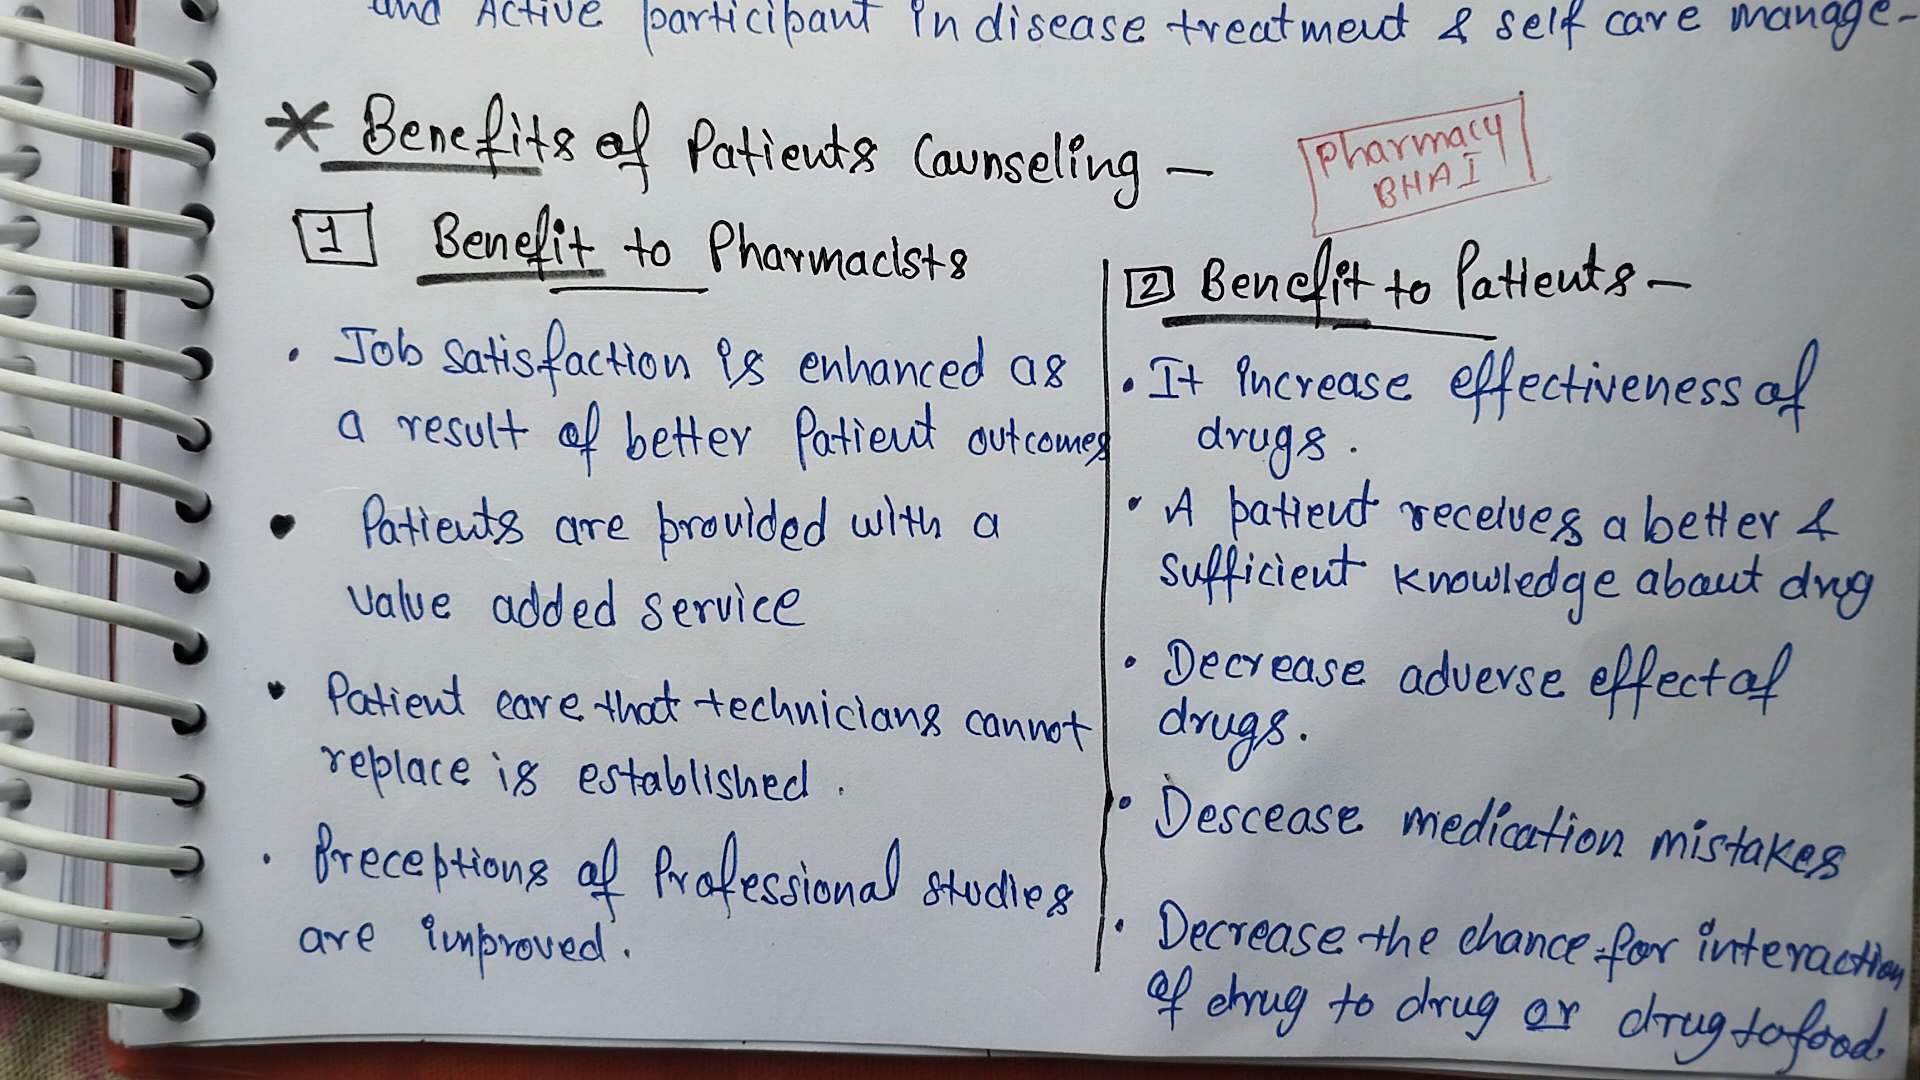 and Active participant in disease treatment & self care manage-
* Benefits of Patients Counseling —
Pharmacy
BHAI
1 Benefit to Pharmacists
• Job satisfaction is enhanced as
a result of better Patient outcomes
• Patients are provided with a
value added service
• Patient care that technicians cannot
replace is established.
• Preceptions of Professional studies
are improved.
2 Benefit to Patients —
• It increase effectiveness of
drugs.
• A patient receives a better &
sufficient knowledge about drug
• Decrease adverse effect of
drugs.
• Descease medication mistakes
• Decrease the chance for interaction
of drug to drug or drug to food.